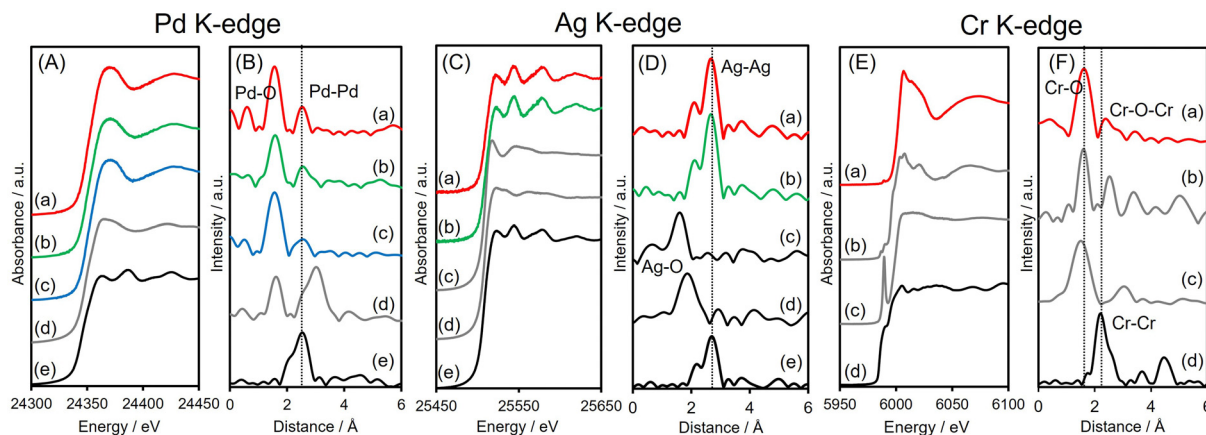 Pd K-edge
Ag K-edge
Cr K-edge
(A)
(a)
(b)
(c)
(d)
(e)
Absorbance / a.u.
24300 24350 24400 24450
Energy / eV
(B)
Pd-O
Pd-Pd
(a)
(b)
(c)
(d)
(e)
Intensity / a.u.
0 2 4 6
Distance / Å
(C)
(a)
(b)
(c)
(d)
(e)
Absorbance / a.u.
25450 25550 25650
Energy / eV
(D)
Ag-Ag
(a)
(b)
(c)
Ag-O
(d)
(e)
Intensity / a.u.
0 2 4 6
Distance / Å
(E)
(a)
(b)
(c)
(d)
Absorbance / a.u.
5950 6000 6100
Energy / eV
(F)
Cr-O
Cr-O-Cr
(a)
(b)
(c)
Cr-Cr
(d)
Intensity / a.u.
0 2 4 6
Distance / Å